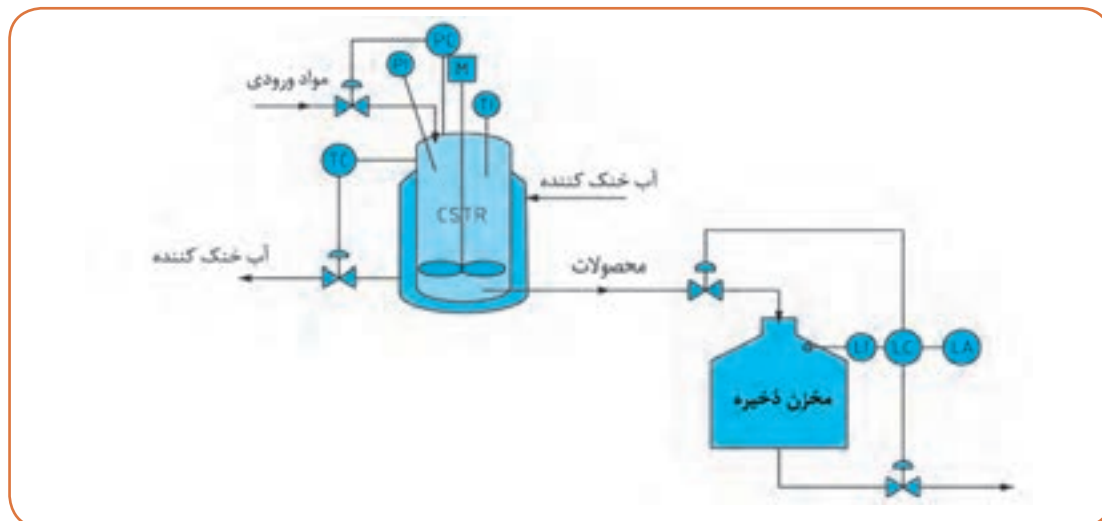 PC
PI
M
مواد ورودی
TI
TC
آب خنک کننده
CSTR
آب خنک کننده
محصولات
LI
LC
LA
مخزن ذخیره